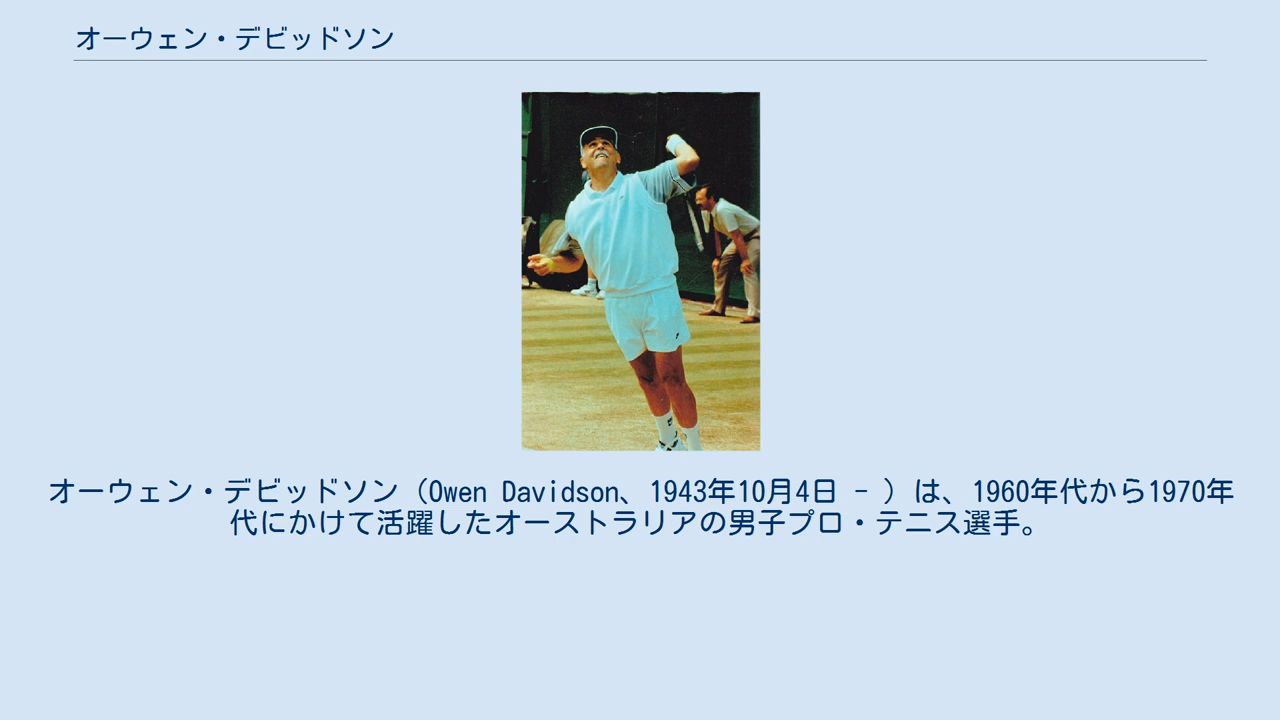 オーウェン・デビッドソン
オーウェン・デビッドソン（Owen Davidson、1943年10月4日 - ）は、1960年代から1970年
代にかけて活躍したオーストラリアの男子プロ・テニス選手。